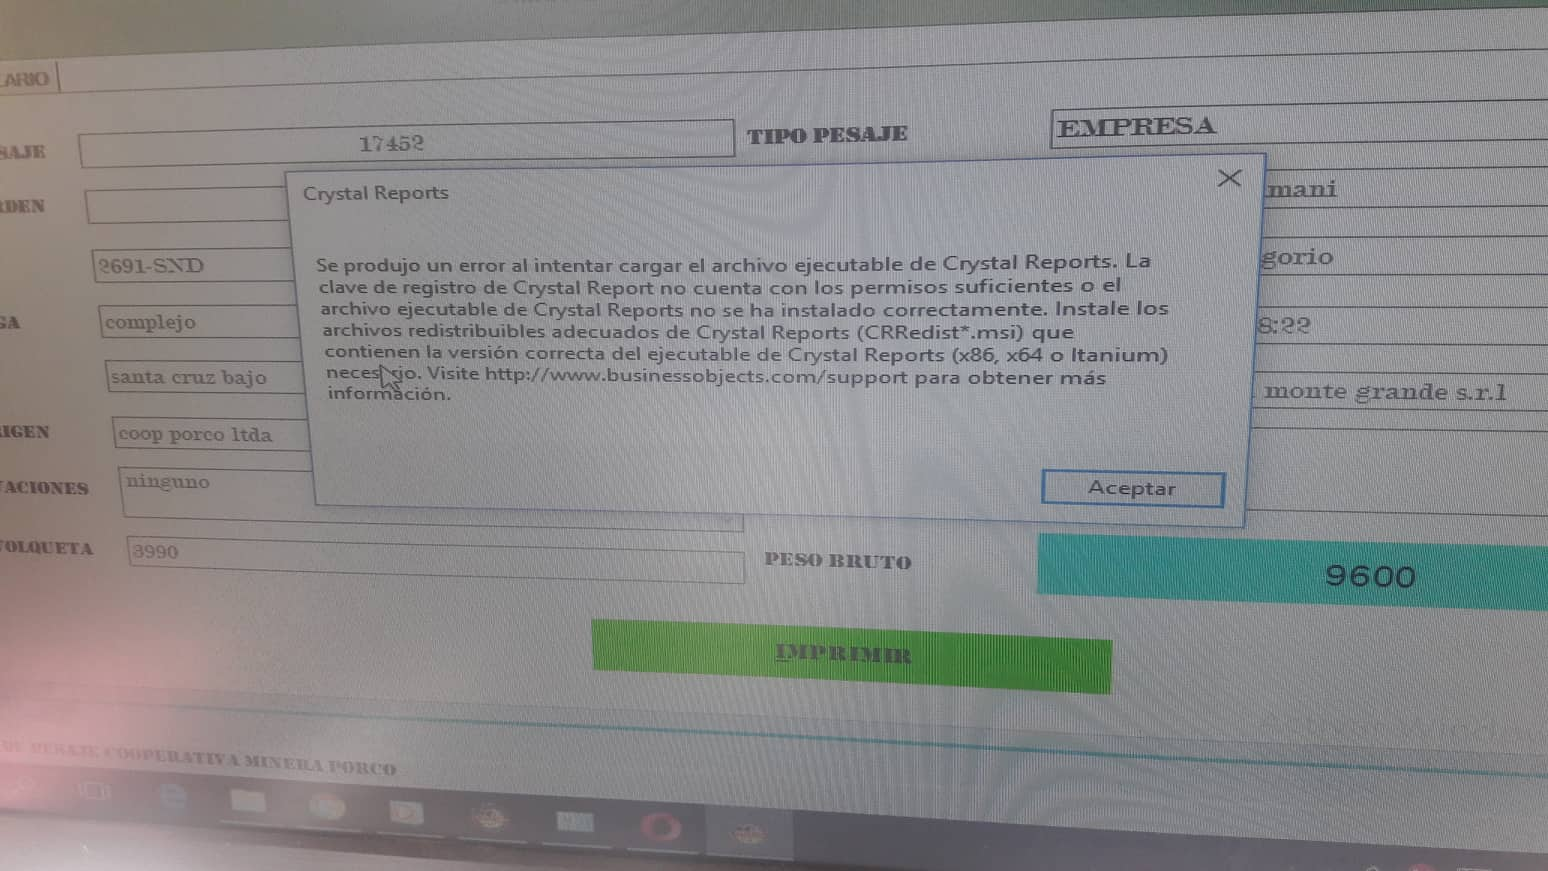 LARIO
SAJE 17452 TIPO PESAJE EMPRESA
RDEN mani
2691-SND gorio
GA complejo 8:22
santa cruz bajo monte grande s.r.l
IGEN coop porco ltda
ACIONES ninguno
VOLQUETA 3990 PESO BRUTO 9600
Crystal Reports
Se produjo un error al intentar cargar el archivo ejecutable de Crystal Reports. La
clave de registro de Crystal Report no cuenta con los permisos suficientes o el
archivo ejecutable de Crystal Reports no se ha instalado correctamente. Instale los
archivos redistribuibles adecuados de Crystal Reports (CRRedist*.msi) que
contienen la versión correcta del ejecutable de Crystal Reports (x86, x64 o Itanium)
necesario. Visite http://www.businessobjects.com/support para obtener más
información.
Aceptar
IMPRIMIR
DE PESAJE COOPERATIVA MINERA PORCO